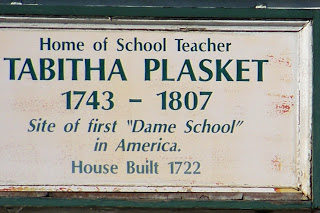 Home of School Teacher
TABITHA PLASKET
1743 - 1807
Site of first "Dame School"
in America.
House Built 1722